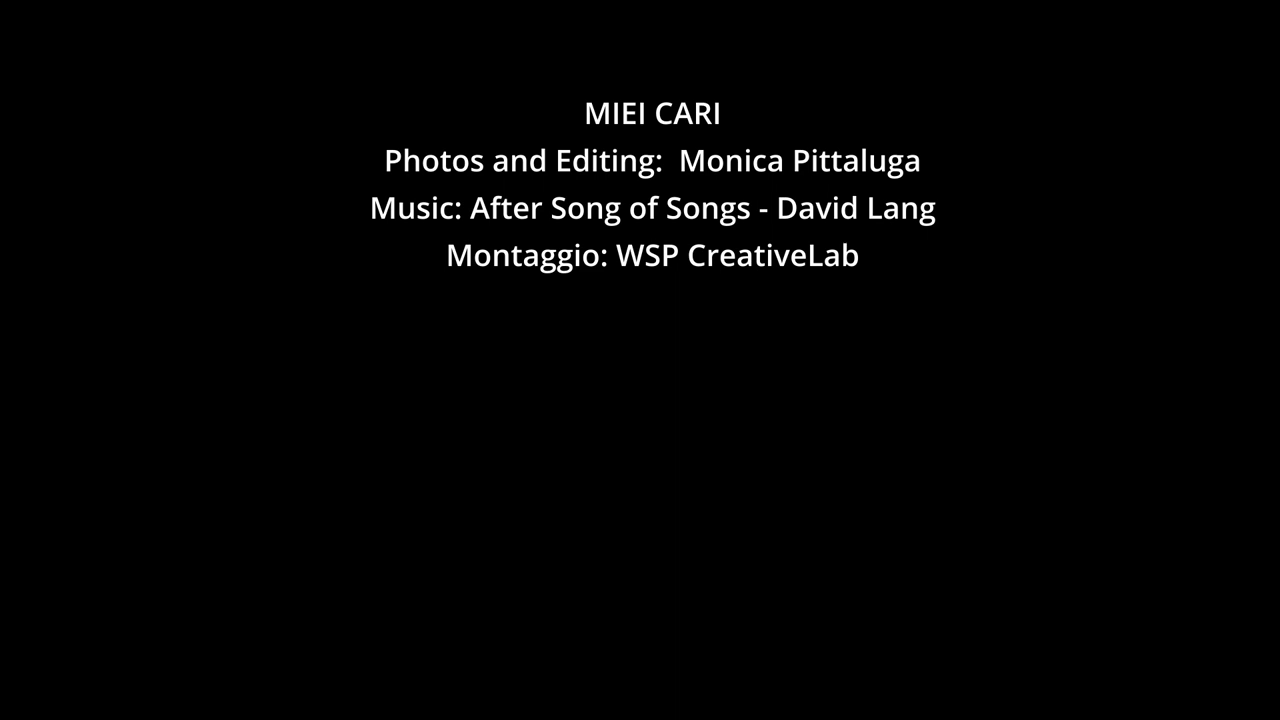 MIEI CARI
Photos and Editing:  Monica Pittaluga
Music: After Song of Songs - David Lang
Montaggio: WSP CreativeLab